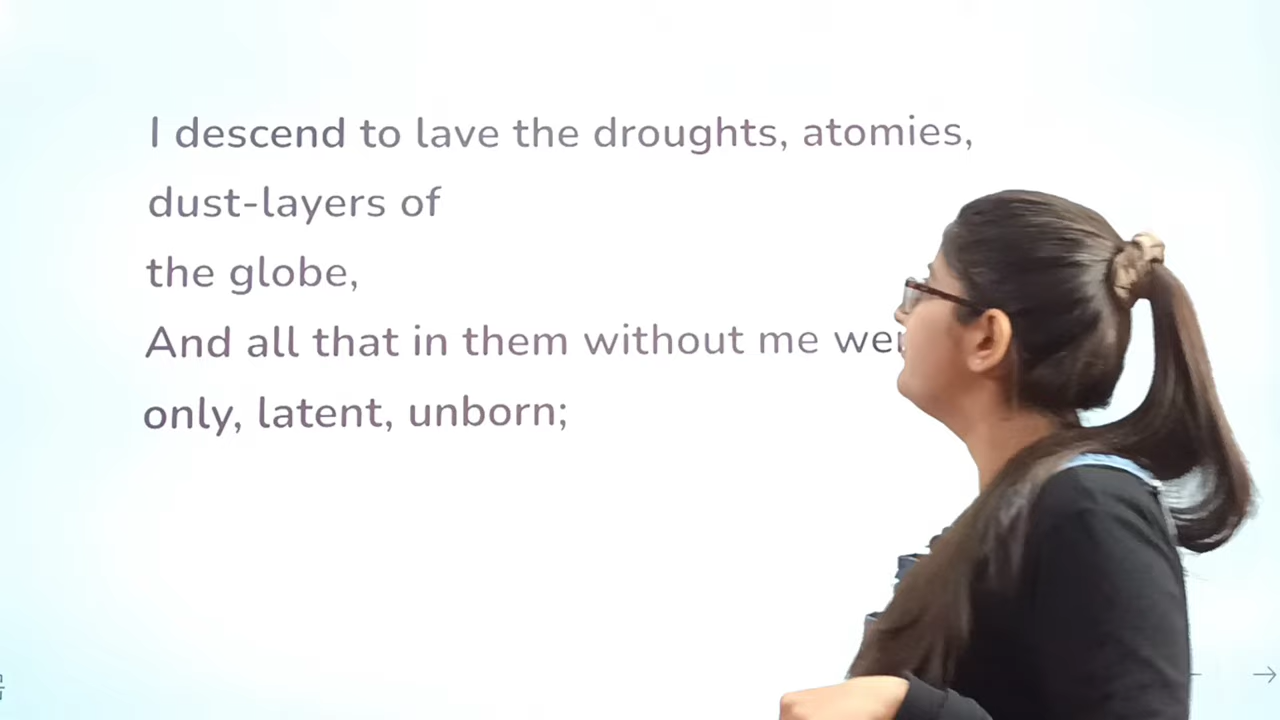 I descend to lave the droughts, atomies,
dust-layers of
the globe,
And all that in them without me
only, latent, unborn;